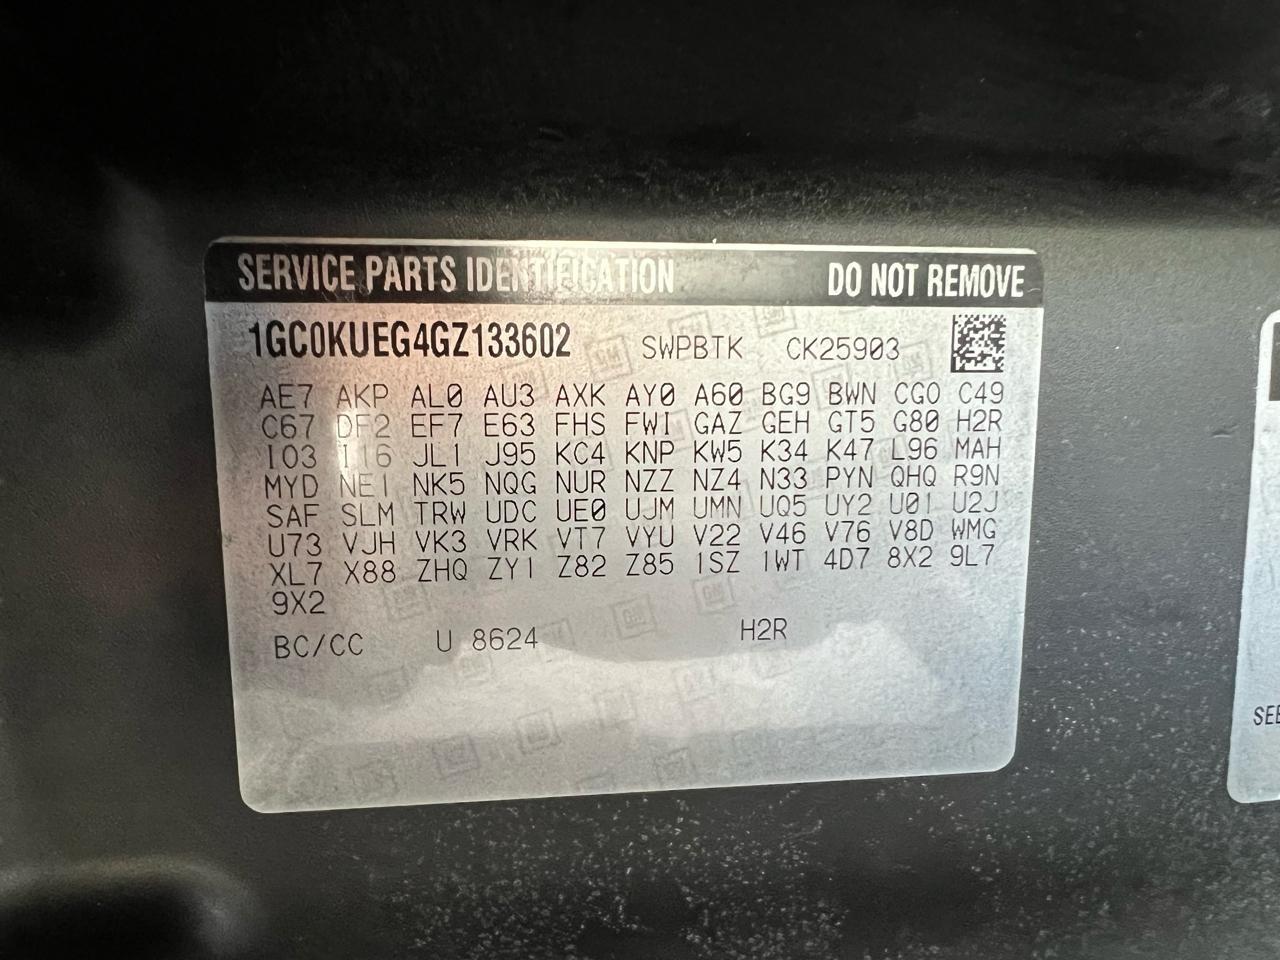 SERVICE PARTS IDENTIFICATION DO NOT REMOVE
1GC0KUEG4GZ133602 SWPBTK CK25903
AE7 AKP AL0 AU3 AXK AY0 A60 BG9 BWN CGO C49
C67 DF2 EF7 E63 FHS FWI GAZ GEH GT5 G80 H2R
I03 I16 JL1 J95 KC4 KNP KW5 K34 K47 L96 MAH
MYD NE1 NK5 NQG NUR NZZ NZ4 N33 PYN QHQ R9N
SAF SLM TRW UDC UE0 UJM UMN UQ5 UY2 U01 U2J
U73 VJH VK3 VRK VT7 VYU V22 V46 V76 V8D WMG
XL7 X88 ZHQ ZY1 Z82 Z85 1SZ 1WT 4D7 8X2 9L7
9X2
BC/CC U 8624 H2R